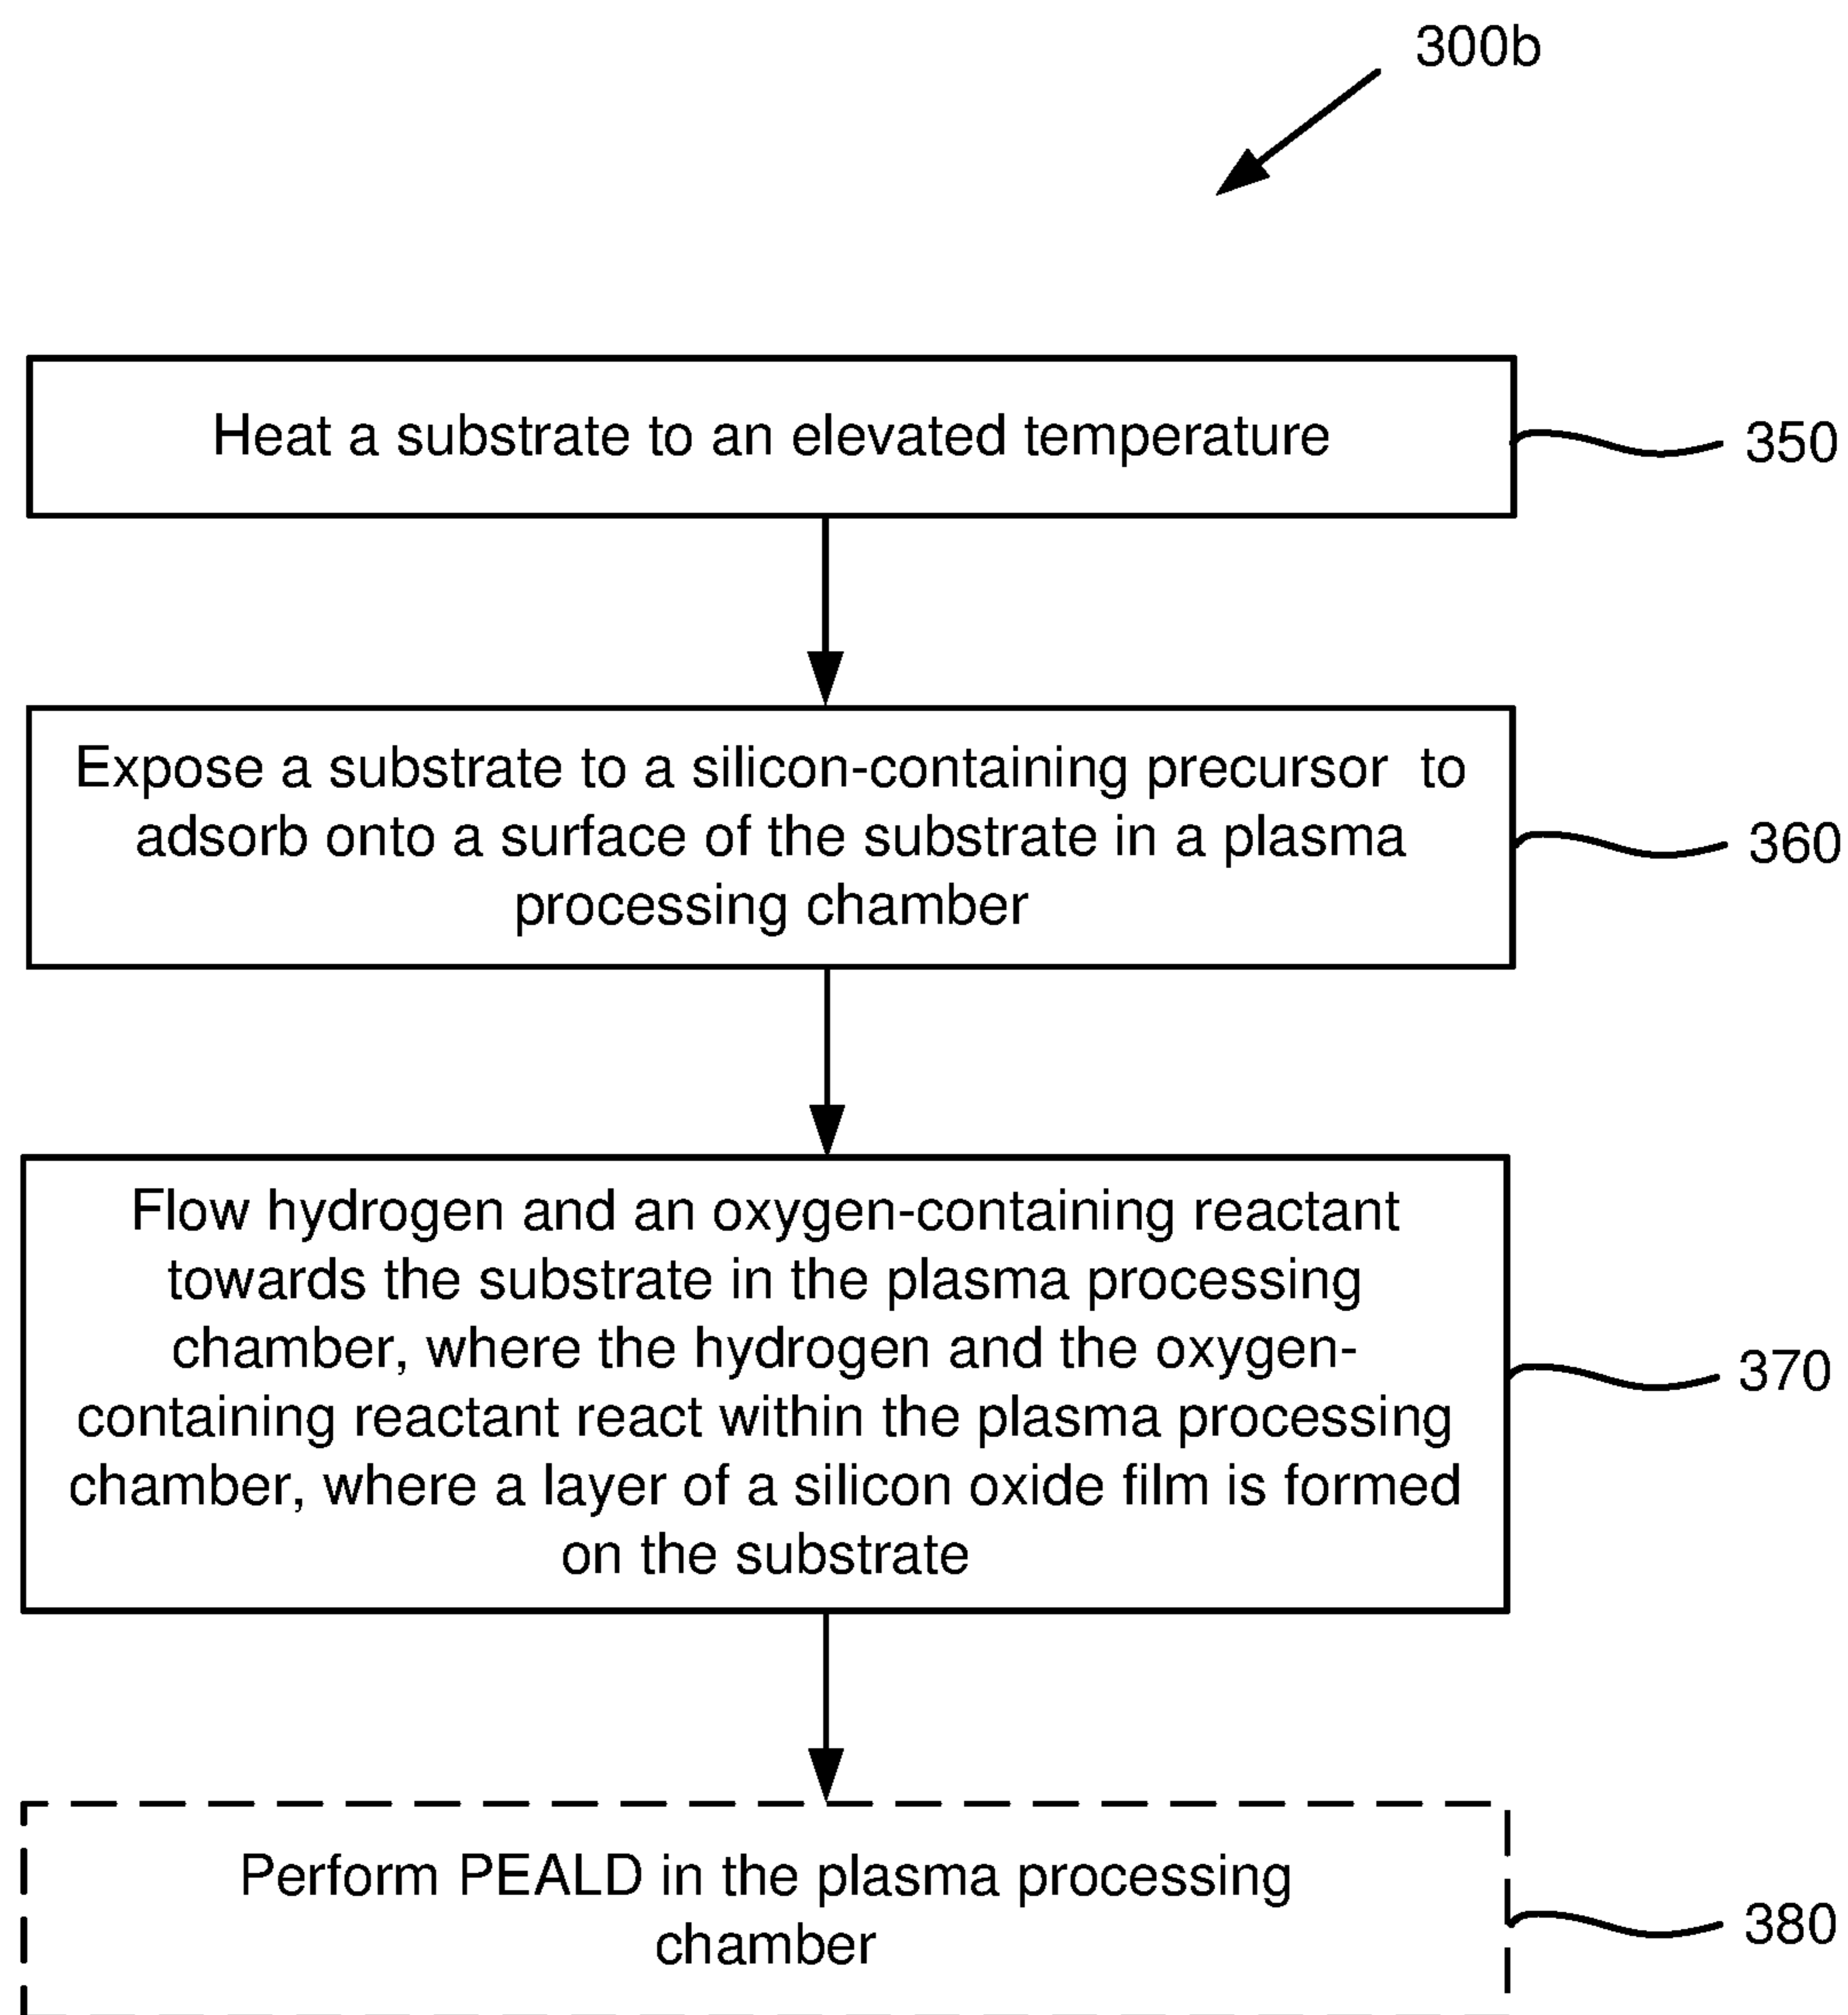 300b
Heat a substrate to an elevated temperature
350
Expose a substrate to a silicon-containing precursor to
adsorb onto a surface of the substrate in a plasma
processing chamber
360
Flow hydrogen and an oxygen-containing reactant
towards the substrate in the plasma processing
chamber, where the hydrogen and the oxygen-
containing reactant react within the plasma processing
chamber, where a layer of a silicon oxide film is formed
on the substrate
370
Perform PEALD in the plasma processing
chamber
380